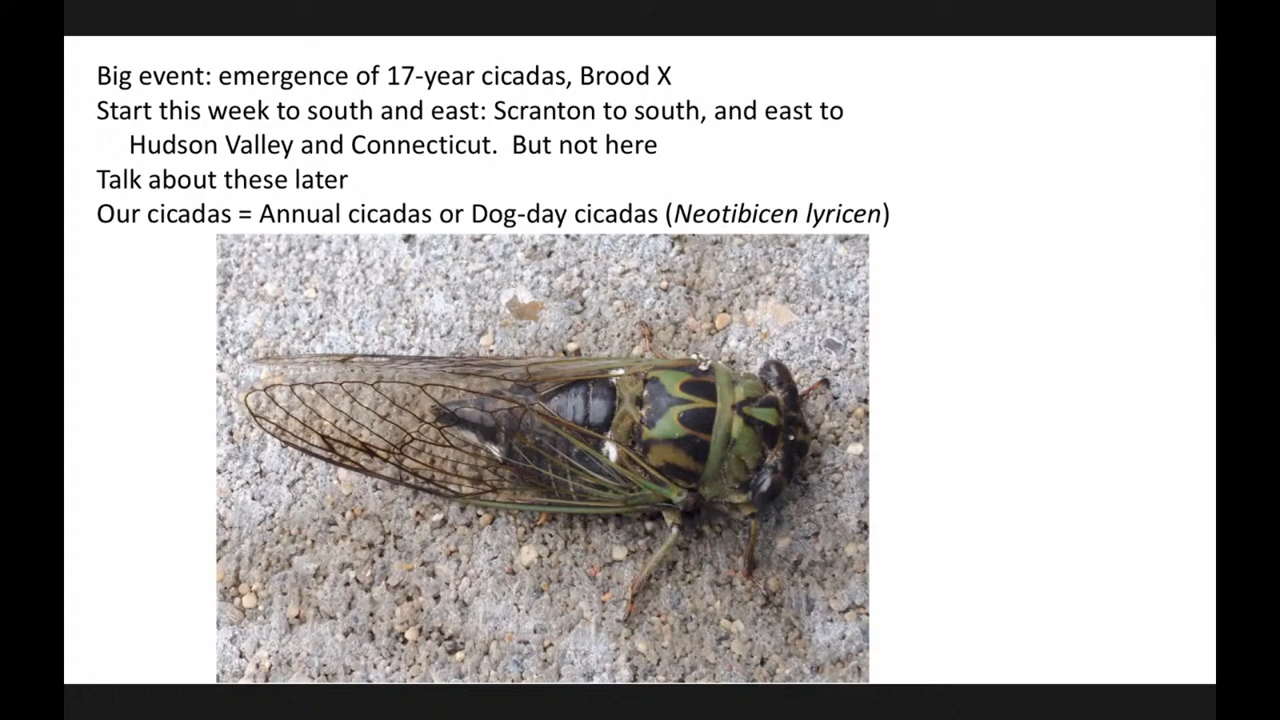 Big event: emergence of 17-year cicadas, Brood X
Start this week to south and east: Scranton to south, and east to
Hudson Valley and Connecticut.  But not here
Talk about these later
Our cicadas = Annual cicadas or Dog-day cicadas (Neotibicen lyricen)